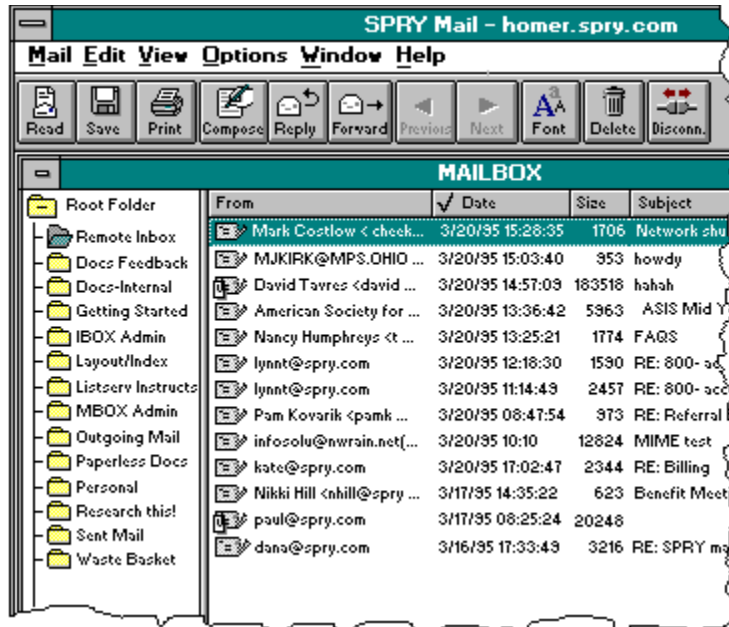 SPRY Mail - homer.spry.com
Mail Edit View Options Window Help
Read Save Print Compose Reply Forward Previors Next Font Delete Disconn.
MAILBOX
Root Folder
Remote Inbox
Docs Feedback
Docs-Internal
Getting Started
IBOX Admin
Layout/Index
Listserv Instructs
MBOX Admin
Outgoing Mail
Paperless Docs
Personal
Research this!
Sent Mail
Waste Basket
From √ Date Size Subject
Mark Costlow < cheek... 3/20/95 15:28:35 1706 Network shu
MJKIRK@MPS.OHIO ... 3/20/95 15:03:40 953 howdy
David Tavres <david ... 3/20/95 14:57:09 183518 hahah
American Society for ... 3/20/95 13:36:42 5963 ASIS Mid Y
Nancy Humphreys <t ... 3/20/95 13:25:21 1774 FAQS
lynnt@spry.com 3/20/95 12:18:30 1590 RE: 800- ac
lynnt@spry.com 3/20/95 11:14:49 2457 RE: 800- acc
Pam Kovarik <pamk ... 3/20/95 08:47:54 973 RE: Referral
infosolu@nwrain.net(... 3/20/95 10:10 12824 MIME test
kate@spry.com 3/20/95 17:02:47 2344 RE: Billing
Nikki Hill <nhill@spry ... 3/17/95 14:35:22 623 Benefit Meet
paul@spry.com 3/17/95 08:25:24 20248
dana@spry.com 3/16/95 17:33:49 3216 RE: SPRY ma